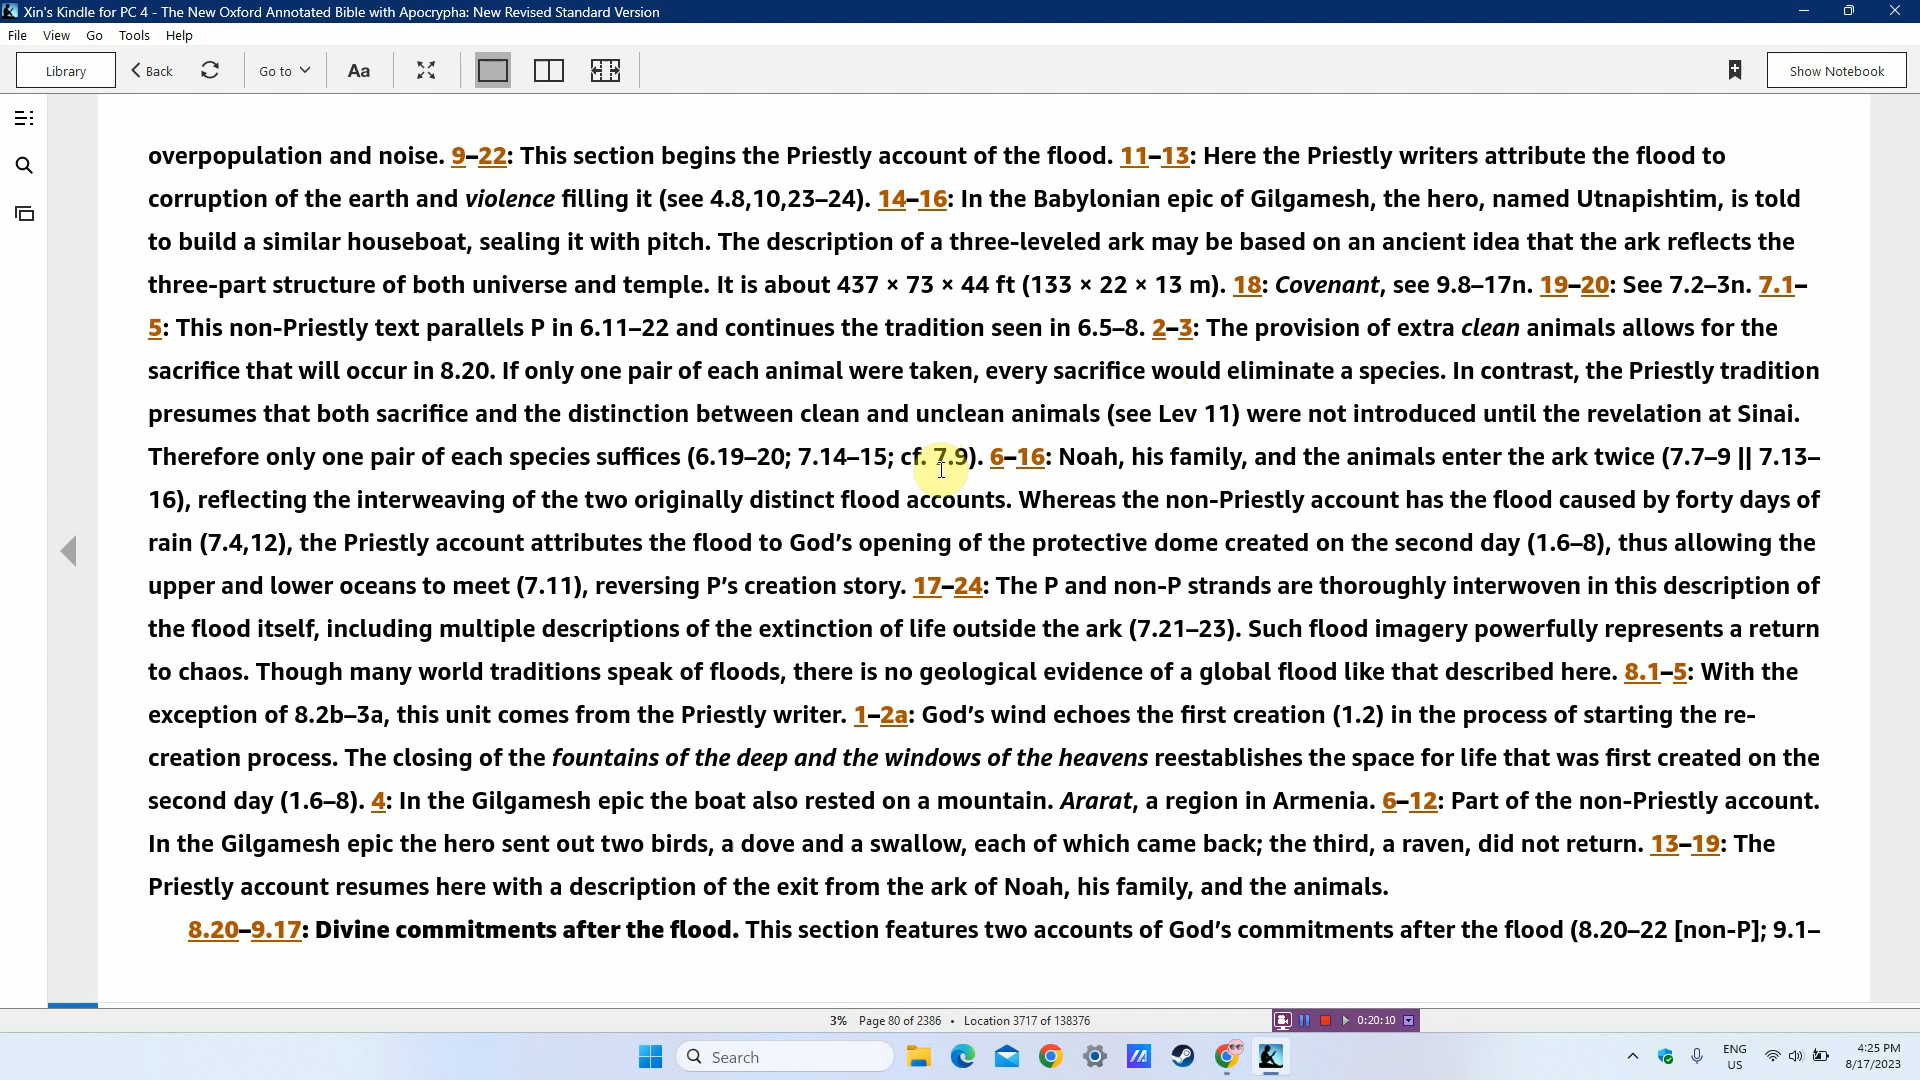 Xin's Kindle for PC 4 - The New Oxford Annotated Bible with Apocrypha: New Revised Standard Version
File View Go Tools Help
Library Back Go to Aa Show Notebook
overpopulation and noise. 9–22: This section begins the Priestly account of the flood. 11–13: Here the Priestly writers attribute the flood to
corruption of the earth and violence filling it (see 4.8,10,23–24). 14–16: In the Babylonian epic of Gilgamesh, the hero, named Utnapishtim, is told
to build a similar houseboat, sealing it with pitch. The description of a three-leveled ark may be based on an ancient idea that the ark reflects the
three-part structure of both universe and temple. It is about 437 × 73 × 44 ft (133 × 22 × 13 m). 18: Covenant, see 9.8–17n. 19–20: See 7.2–3n. 7.1–
5: This non-Priestly text parallels P in 6.11–22 and continues the tradition seen in 6.5–8. 2–3: The provision of extra clean animals allows for the
sacrifice that will occur in 8.20. If only one pair of each animal were taken, every sacrifice would eliminate a species. In contrast, the Priestly tradition
presumes that both sacrifice and the distinction between clean and unclean animals (see Lev 11) were not introduced until the revelation at Sinai.
Therefore only one pair of each species suffices (6.19–20; 7.14–15; cf. 7.9). 6–16: Noah, his family, and the animals enter the ark twice (7.7–9 || 7.13–
16), reflecting the interweaving of the two originally distinct flood accounts. Whereas the non-Priestly account has the flood caused by forty days of
rain (7.4,12), the Priestly account attributes the flood to God’s opening of the protective dome created on the second day (1.6–8), thus allowing the
upper and lower oceans to meet (7.11), reversing P’s creation story. 17–24: The P and non-P strands are thoroughly interwoven in this description of
the flood itself, including multiple descriptions of the extinction of life outside the ark (7.21–23). Such flood imagery powerfully represents a return
to chaos. Though many world traditions speak of floods, there is no geological evidence of a global flood like that described here. 8.1–5: With the
exception of 8.2b–3a, this unit comes from the Priestly writer. 1–2a: God’s wind echoes the first creation (1.2) in the process of starting the re-
creation process. The closing of the fountains of the deep and the windows of the heavens reestablishes the space for life that was first created on the
second day (1.6–8). 4: In the Gilgamesh epic the boat also rested on a mountain. Ararat, a region in Armenia. 6–12: Part of the non-Priestly account.
In the Gilgamesh epic the hero sent out two birds, a dove and a swallow, each of which came back; the third, a raven, did not return. 13–19: The
Priestly account resumes here with a description of the exit from the ark of Noah, his family, and the animals.
8.20–9.17: Divine commitments after the flood. This section features two accounts of God’s commitments after the flood (8.20–22 [non-P]; 9.1–
3% Page 80 of 2386 • Location 3717 of 138376 0:20:10
Search ENG US 4:25 PM 8/17/2023